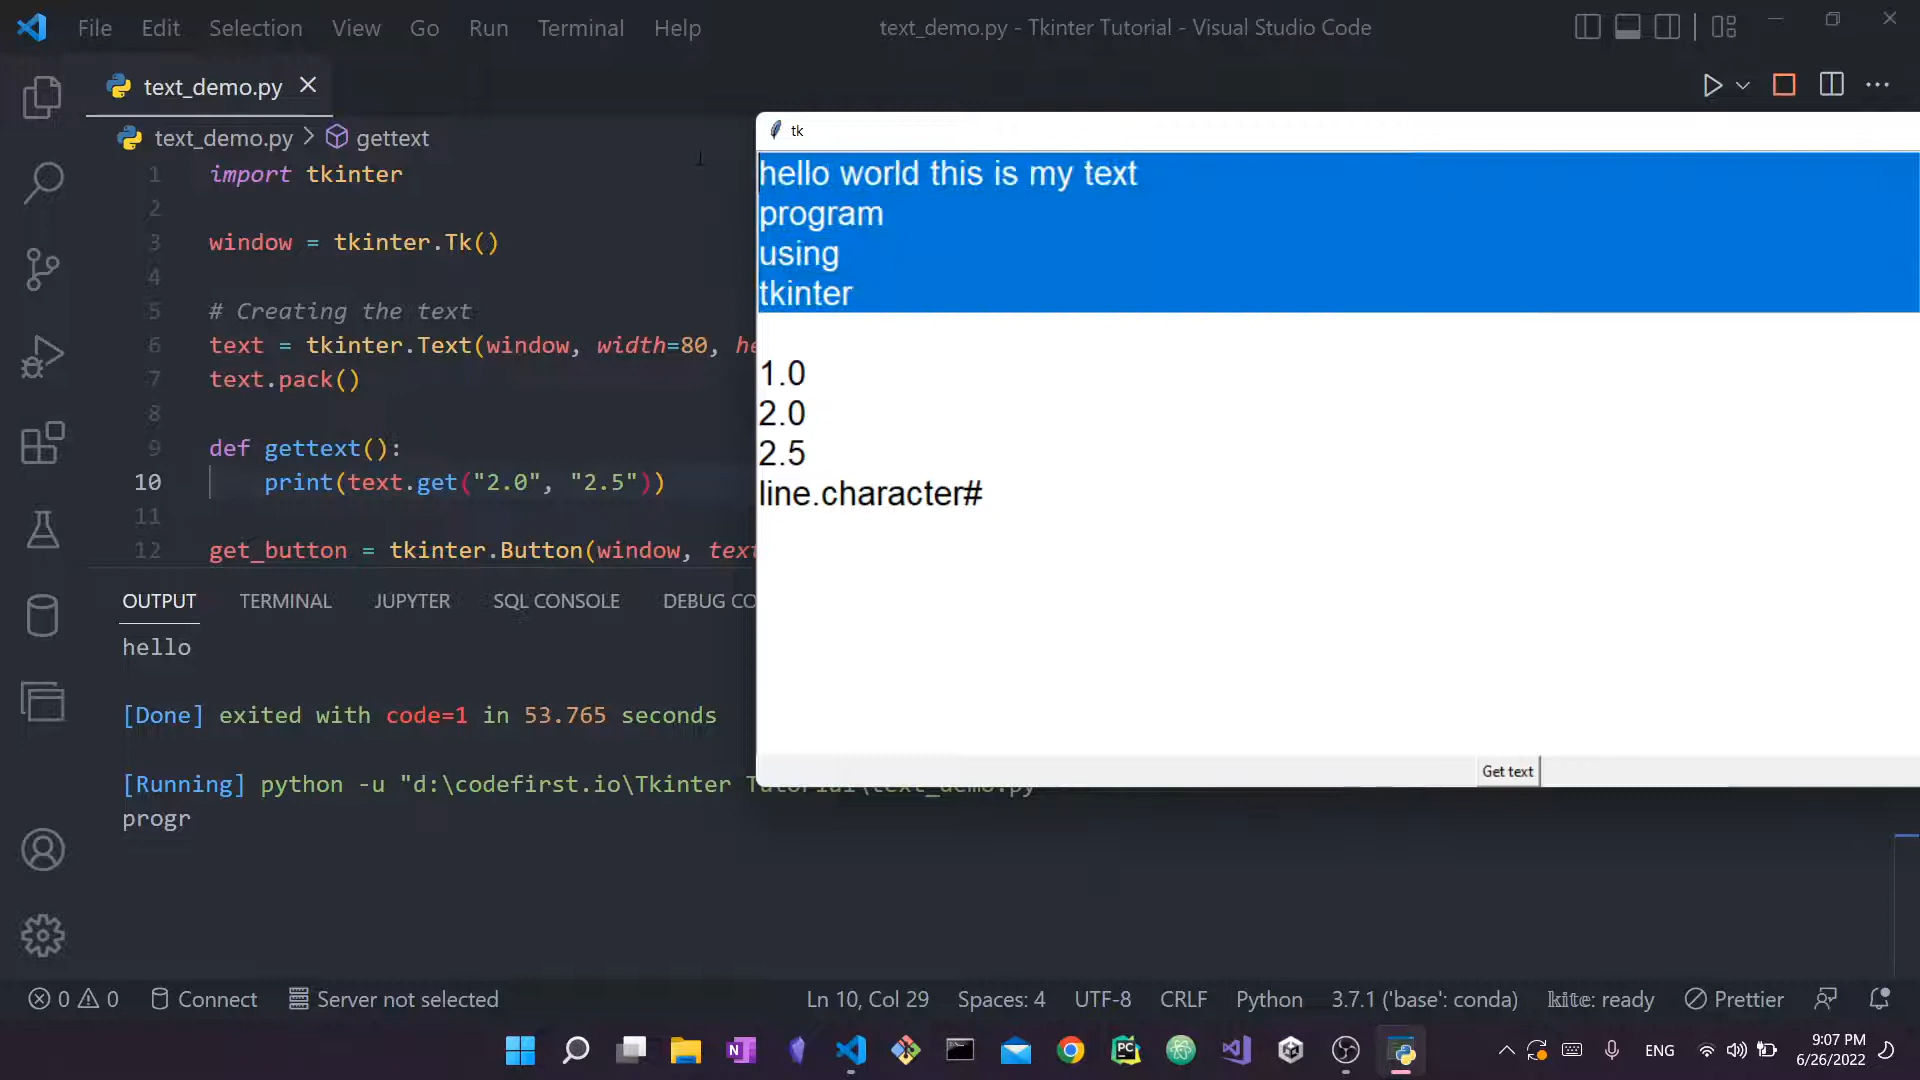 File Edit Selection View Go Run Terminal Help
text_demo.py - Tkinter Tutorial - Visual Studio Code
text_demo.py
text_demo.py > gettext
1 import tkinter
2
3 window = tkinter.Tk()
4
5 # Creating the text
6 text = tkinter.Text(window, width=80, he
7 text.pack()
8
9 def gettext():
10 print(text.get("2.0", "2.5"))
11
12 get_button = tkinter.Button(window, text
tk
hello world this is my text
program
using
tkinter
1.0
2.0
2.5
line.character#
Get text
OUTPUT TERMINAL JUPYTER SQL CONSOLE DEBUG CO
hello
[Done] exited with code=1 in 53.765 seconds
[Running] python -u "d:\codefirst.io\Tkinter Tutorial\text_demo.py
progr
0 0 Connect Server not selected Ln 10, Col 29 Spaces: 4 UTF-8 CRLF Python 3.7.1 ('base': conda) kite: ready Prettier
ENG
9:07 PM
6/26/2022